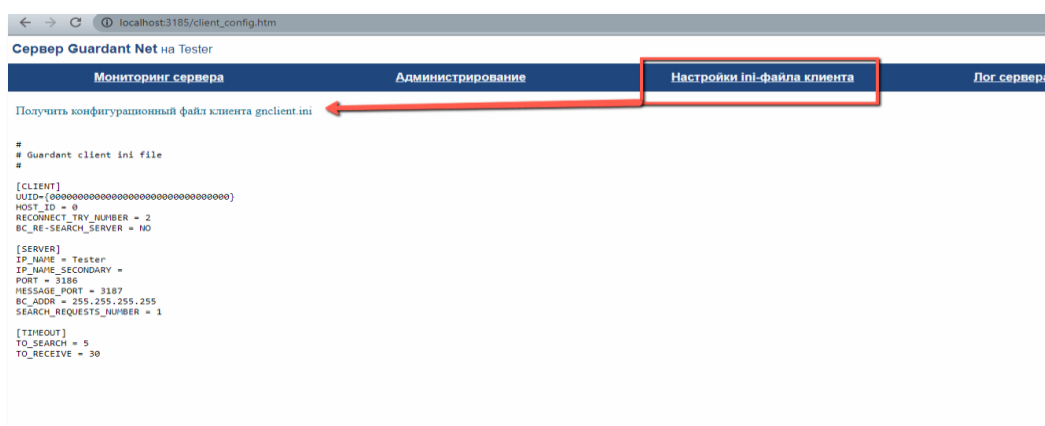 localhost:3185/client_config.htm
Сервер Guardant Net на Tester
Мониторинг сервера Администрирование Настройки ini-файла клиента Лог сервера
Получить конфигурационный файл клиента gnclient.ini
#
# Guardant client ini file
#
[CLIENT]
UUID={00000000000000000000000000000000}
HOST_ID = 0
RECONNECT_TRY_NUMBER = 2
BC_RE-SEARCH_SERVER = NO
[SERVER]
IP_NAME = Tester
IP_NAME_SECONDARY =
PORT = 3186
MESSAGE_PORT = 3187
BC_ADDR = 255.255.255.255
SEARCH_REQUESTS_NUMBER = 1
[TIMEOUT]
TO_SEARCH = 5
TO_RECEIVE = 30